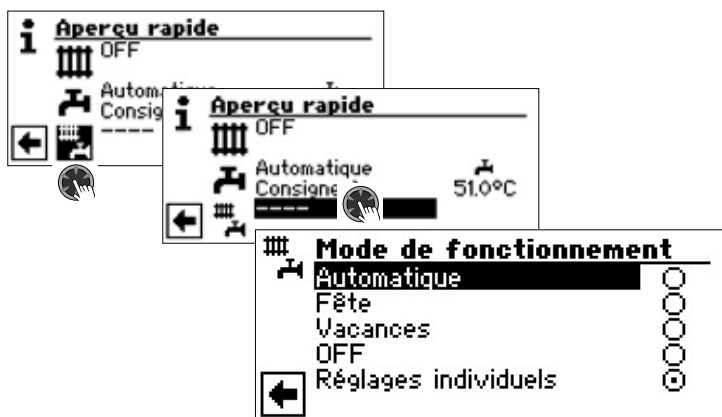 i Aperçu rapide
OFF
Automatique
Consig
----
i Aperçu rapide
OFF
Automatique
Consigne
51.0°C
----
Mode de fonctionnement
Automatique
Fête
Vacances
OFF
Réglages individuels